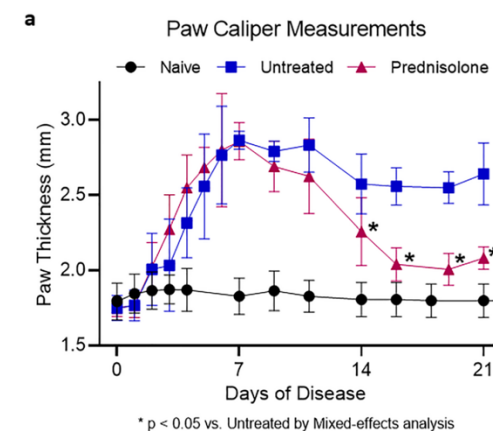 a
Paw Caliper Measurements
Naive Untreated Prednisolone
Paw Thickness (mm)
3.0
2.5
2.0
1.5
* * * *
0 7 14 21
Days of Disease
* p < 0.05 vs. Untreated by Mixed-effects analysis